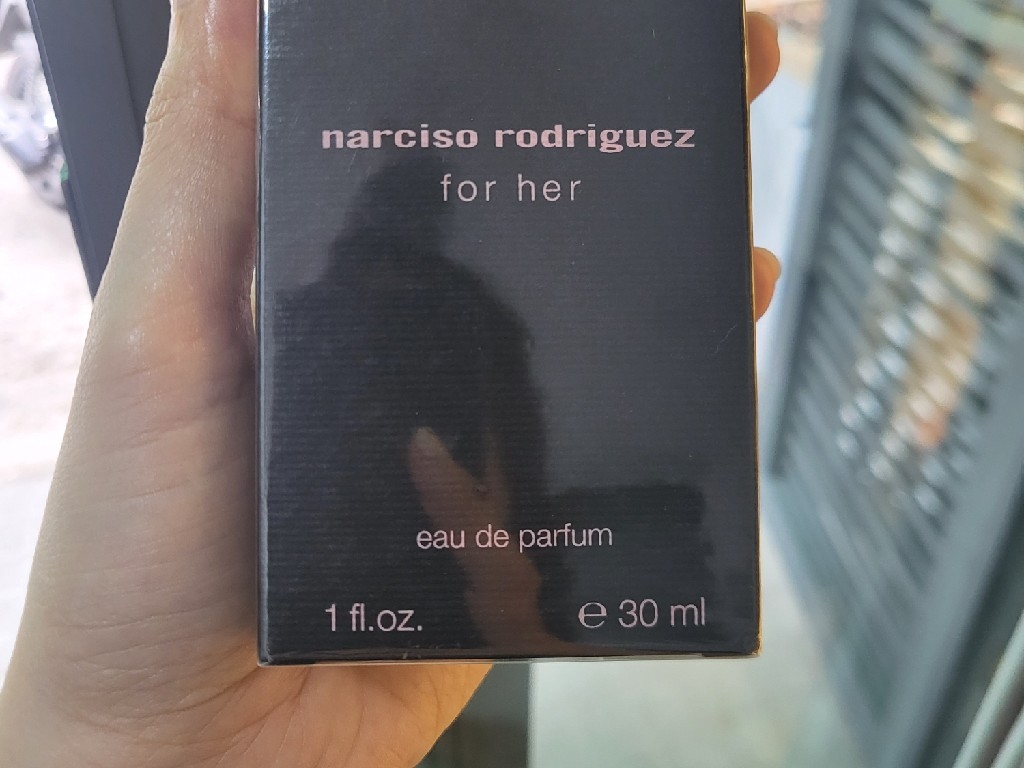 narciso rodriguez
for her
eau de parfum
1 fl.oz. ℮ 30 ml